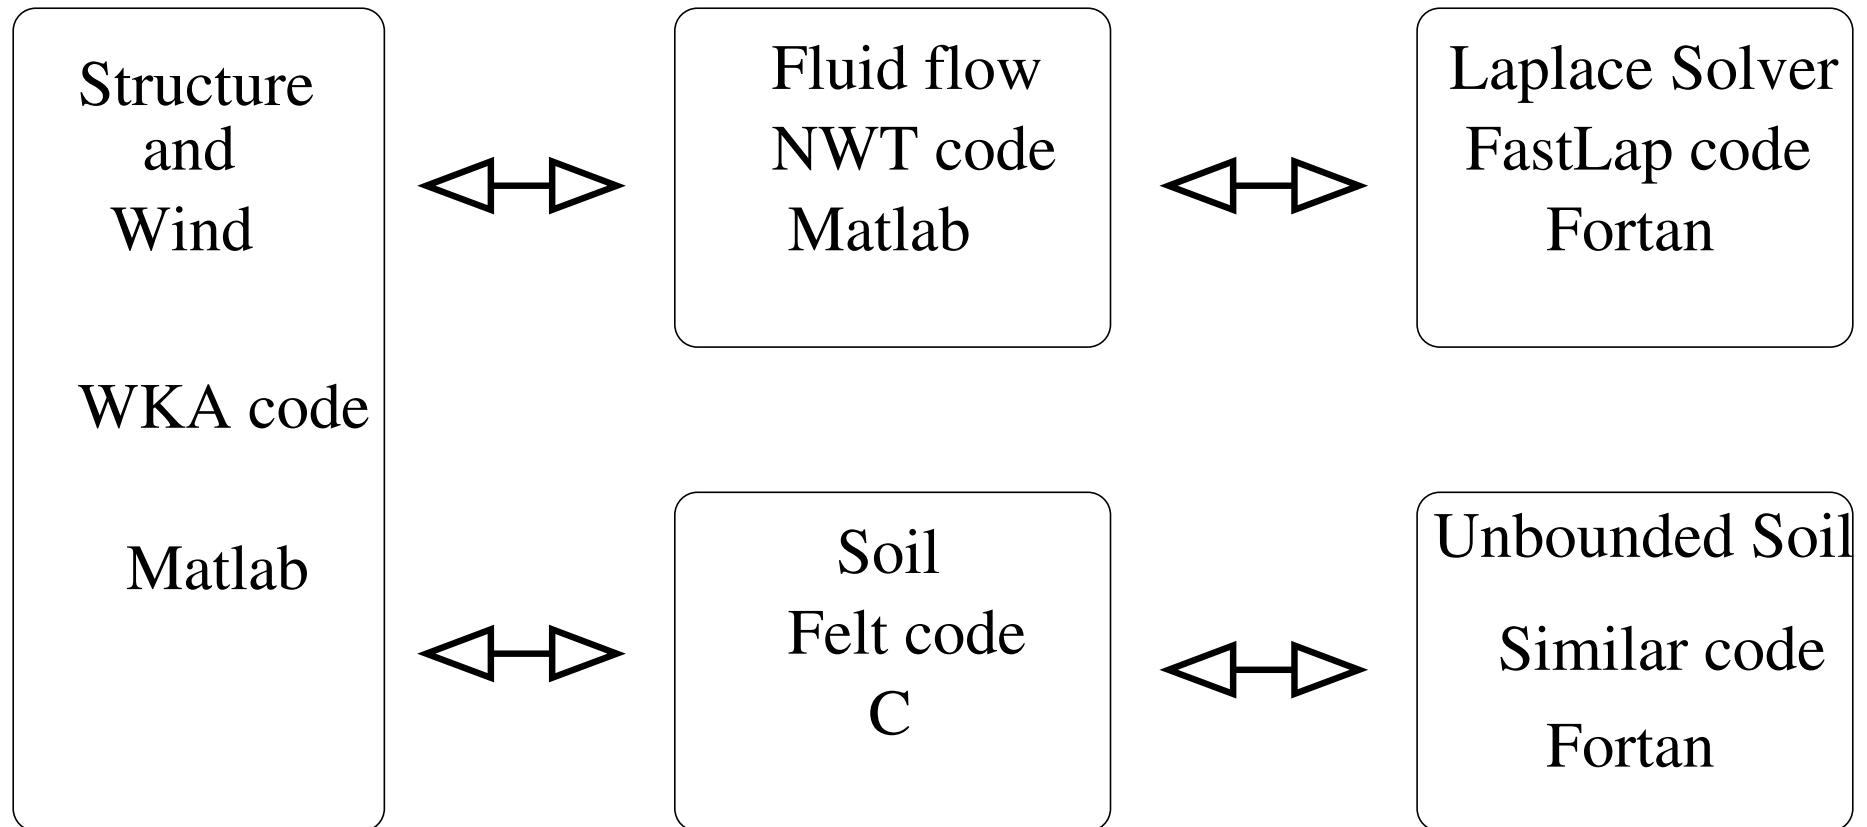 Structure
and
Wind
WKA code
Matlab
Fluid flow
NWT code
Matlab
Laplace Solver
FastLap code
Fortan
Soil
Felt code
C
Unbounded Soil
Similar code
Fortan